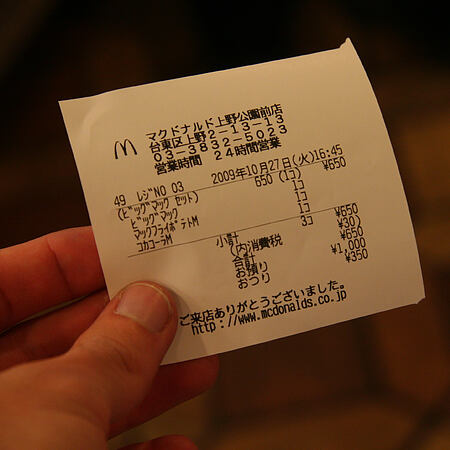 マクドナルド上野公園前店
台東区上野2-13-13
03-3832-5023
営業時間 24時間営業
2009年10月27日(火)16:45
49 レジNO 03
(ビッグマック セット) 650 (1コ) ¥650
ビッグマック 1コ
マックフライポテトM 1コ
コカコーラM 1コ
小計 3コ ¥650
(内消費税 ¥30)
合計 ¥650
お預り ¥1,000
おつり ¥350
ご来店ありがとうございました。
http://www.mcdonalds.co.jp